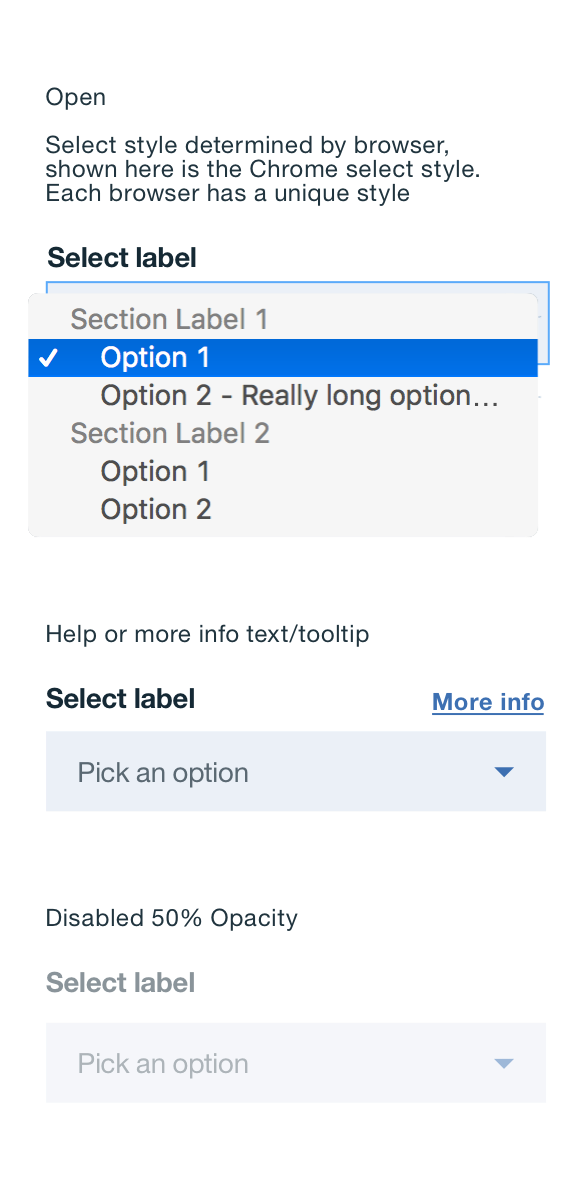 Open
Select style determined by browser,
shown here is the Chrome select style.
Each browser has a unique style
Select label
Section Label 1
Option 1
Option 2 - Really long option...
Section Label 2
Option 1
Option 2
Help or more info text/tooltip
Select label More info
Pick an option
Disabled 50% Opacity
Select label
Pick an option